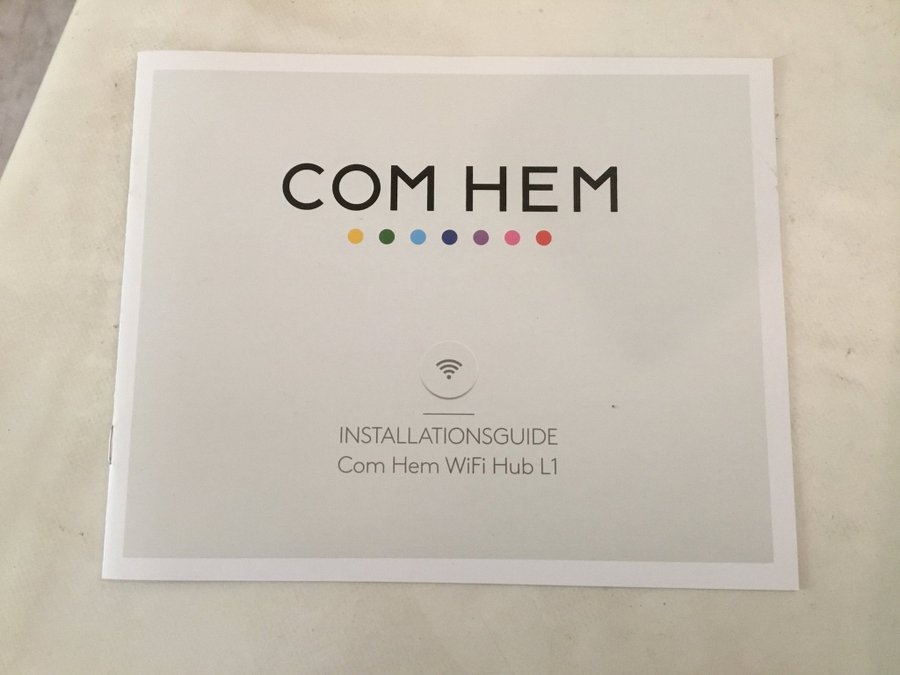 COM HEM
INSTALLATIONSGUIDE
Com Hem WiFi Hub L1